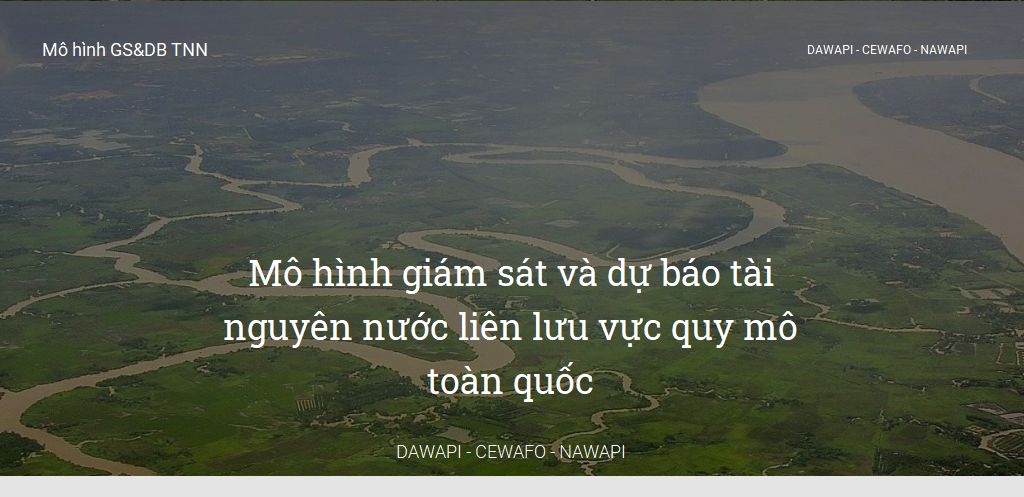 Mô hình GS&DB TNN
DAWAPI - CEWAFO - NAWAPI
Mô hình giám sát và dự báo tài
nguyên nước liên lưu vực quy mô
toàn quốc
DAWAPI - CEWAFO - NAWAPI